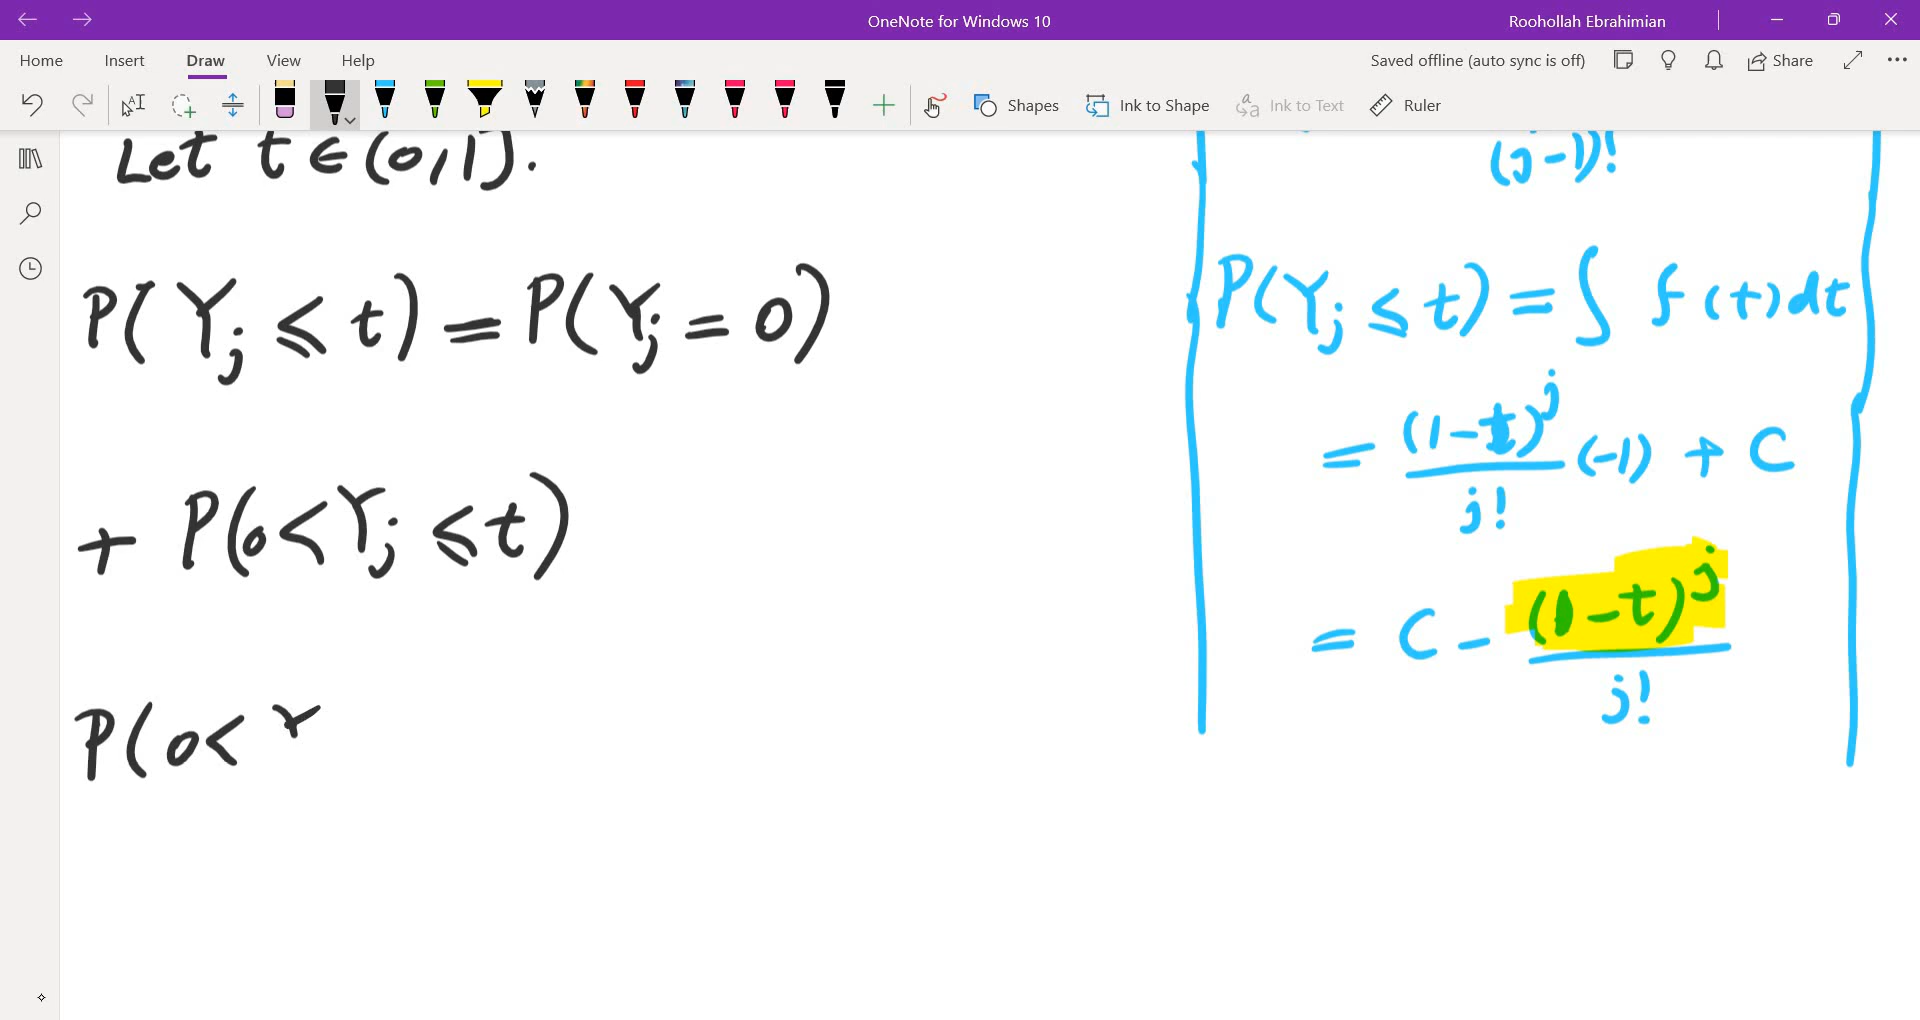 OneNote for Windows 10
Roohollah Ebrahimian
Home Insert Draw View Help
Saved offline (auto sync is off) Share
Shapes Ink to Shape Ink to Text Ruler
Let t ∈ (0,1].
P(Yj ≤ t) = P(Yj = 0)
+ P(0 < Yj ≤ t)
P(0 < Y
(j-1)!
P(Yj ≤ t) = ∫ f(t)dt
= (1-t)^j / j! (-1) + C
= C - (1-t)^j / j!